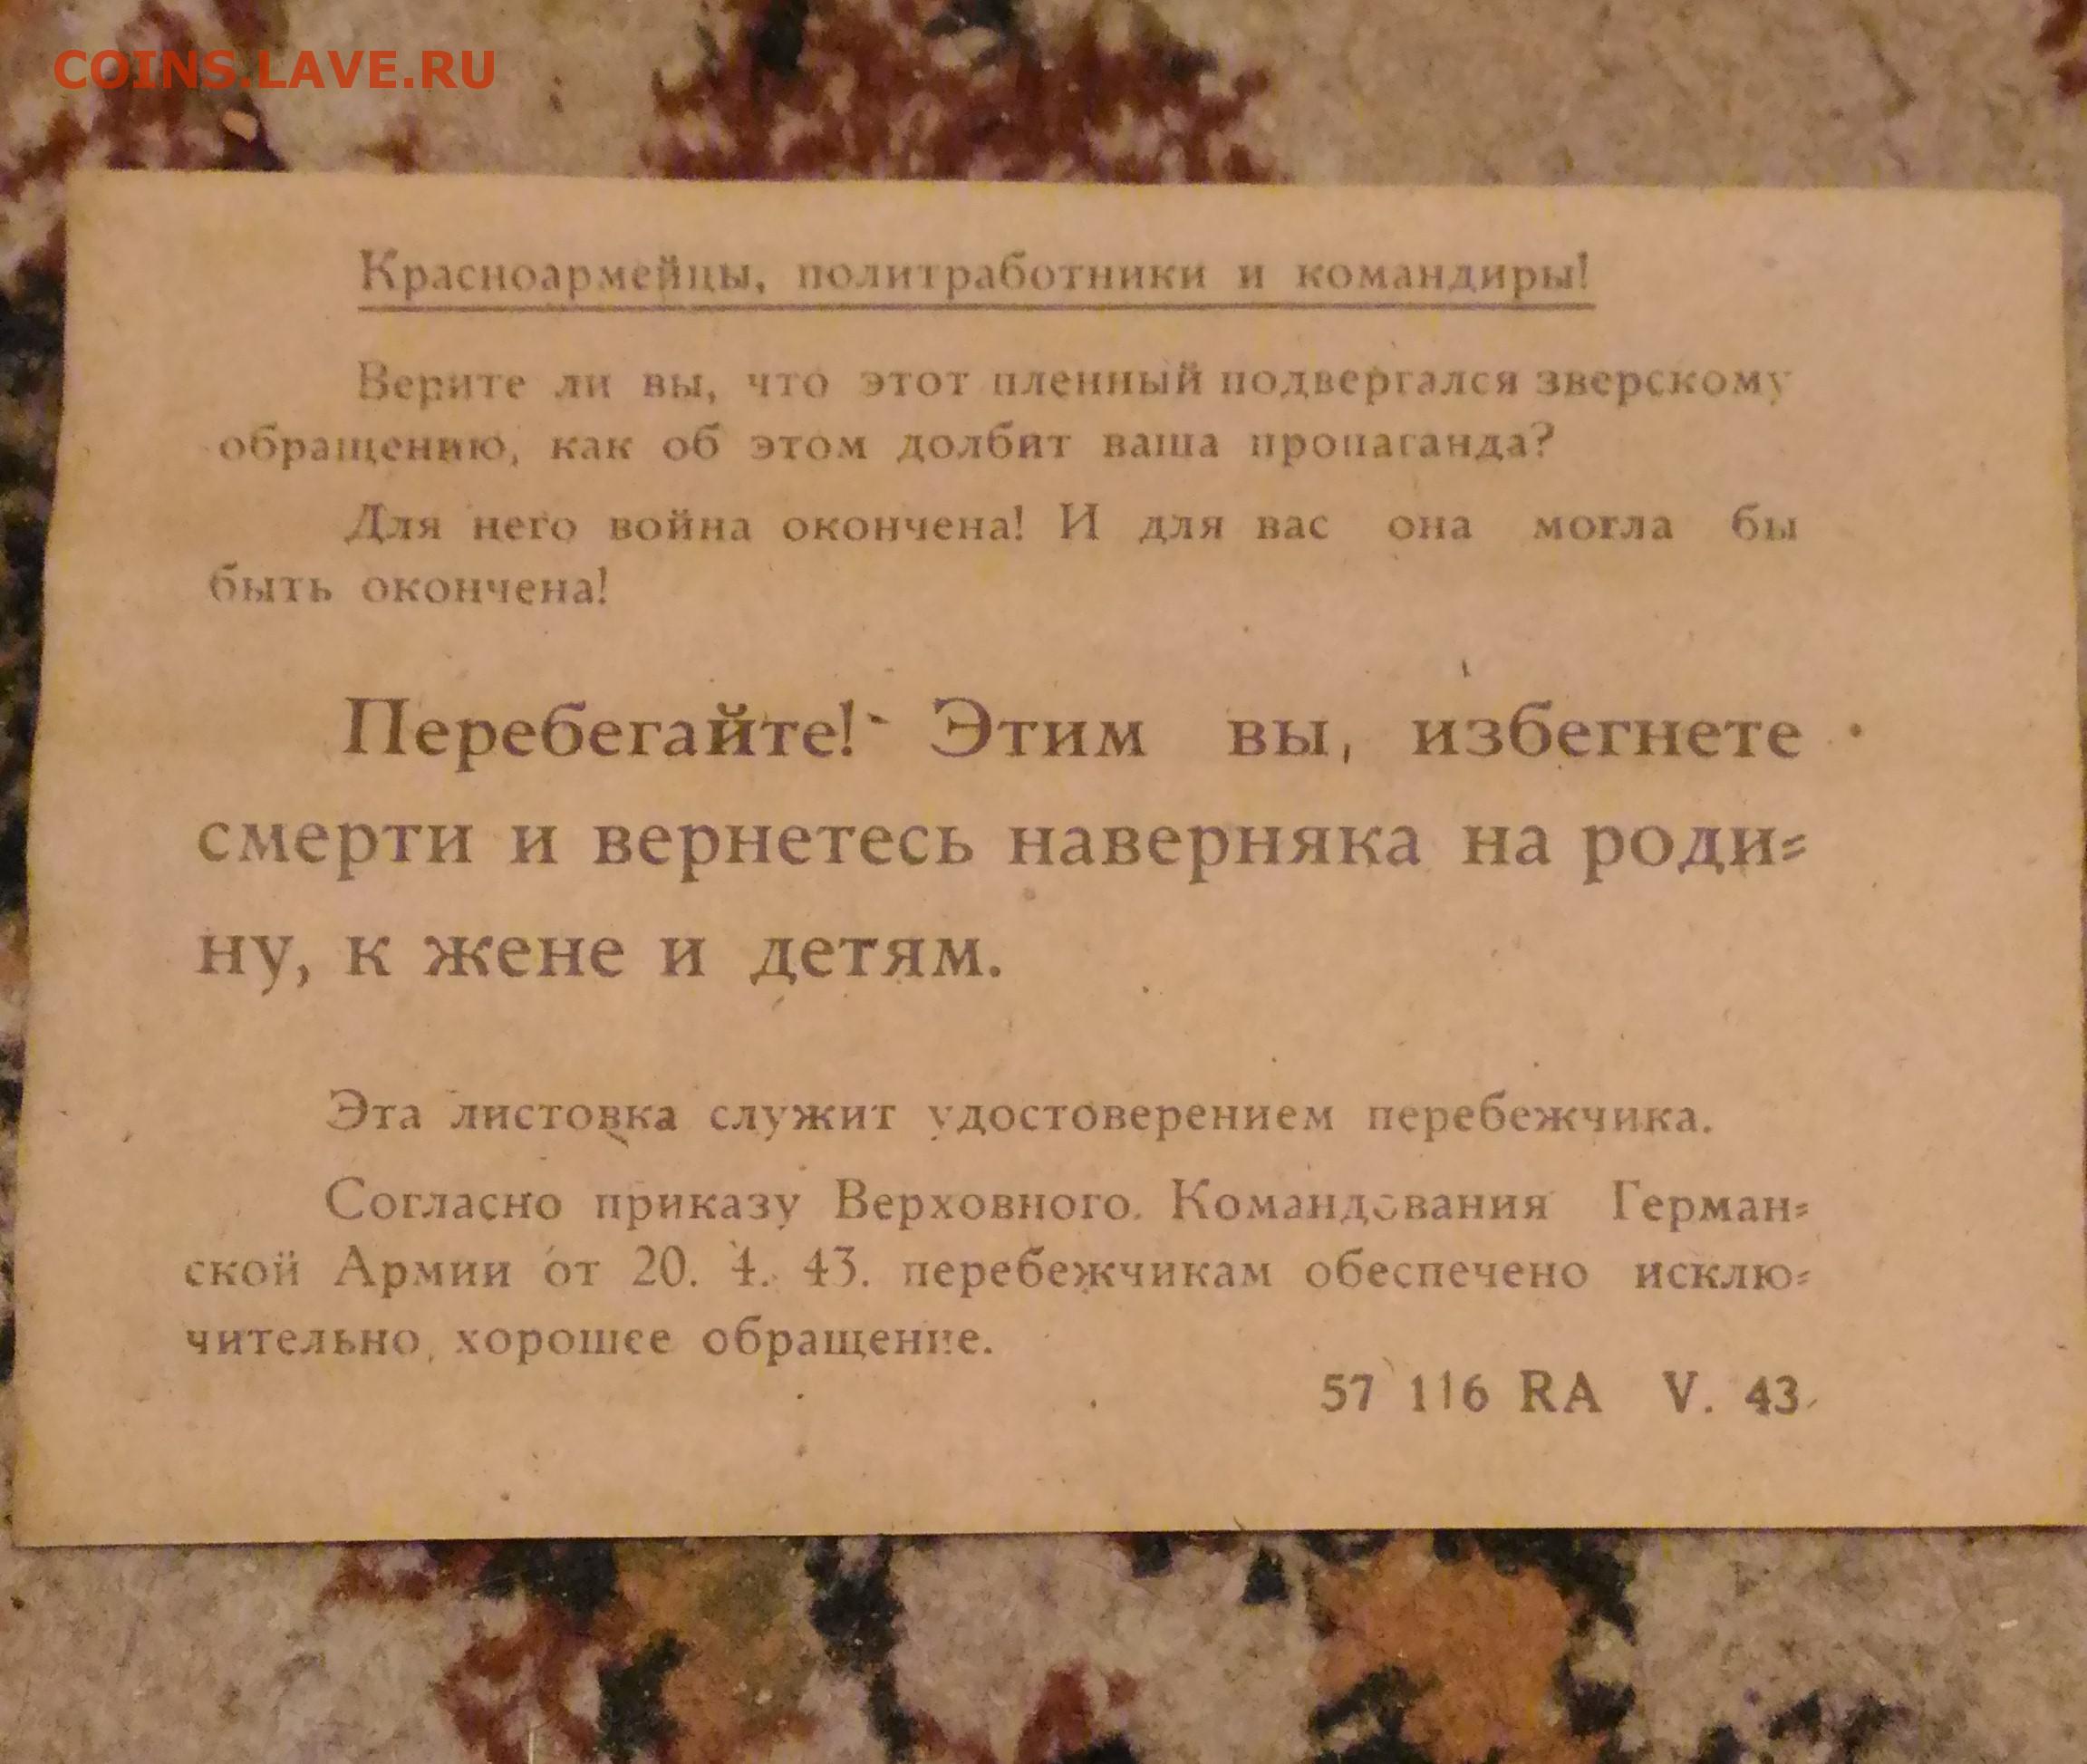 COINS.LAVE.RU
Красноармейцы, политработники и командиры!
Верите ли вы, что этот пленный подвергался зверскому
обращению, как об этом долбит ваша пропаганда?
Для него война окончена! И для вас она могла бы
быть окончена!
Перебегайте! Этим вы, избегнете
смерти и вернетесь наверняка на роди=
ну, к жене и детям.
Эта листовка служит удостоверением перебежчика.
Согласно приказу Верховного Командования Герман=
ской Армии от 20. 4. 43. перебежчикам обеспечено исклю=
чительно хорошее обращение.
57 116 RA V. 43